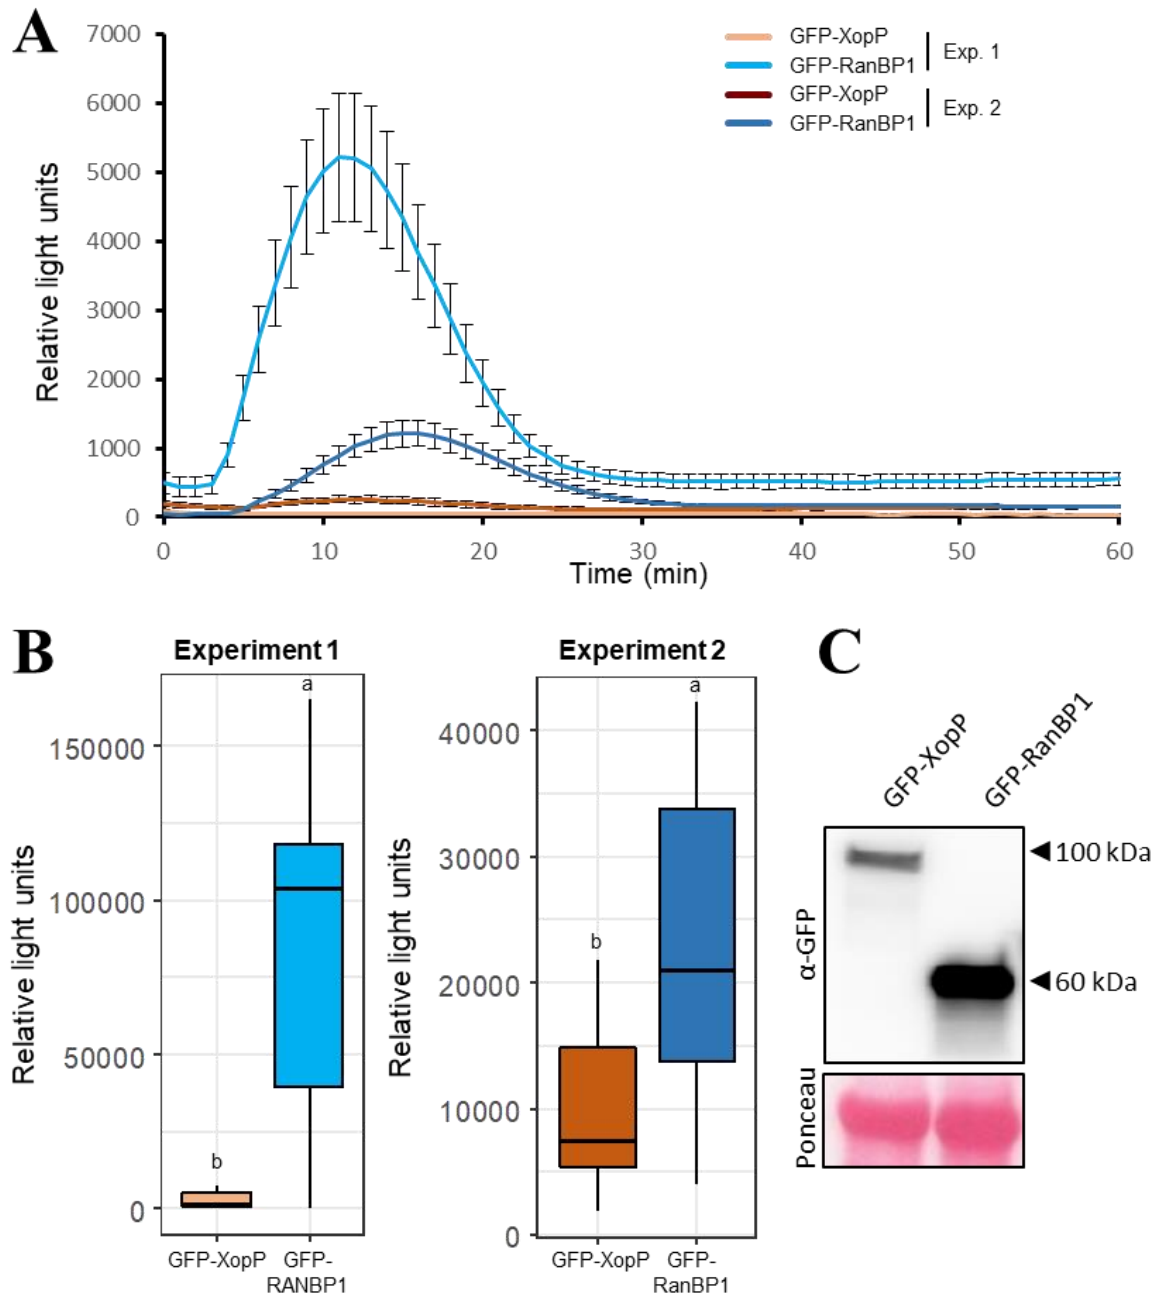 A
7000
6000
5000
4000
3000
2000
1000
0
Relative light units
0 10 20 30 40 50 60
Time (min)
GFP-XopP
GFP-RanBP1
Exp. 1
GFP-XopP
GFP-RanBP1
Exp. 2
B
Experiment 1
150000
100000
50000
0
Relative light units
a
b
GFP-XopP
GFP-
RANBP1
Experiment 2
40000
30000
20000
10000
0
Relative light units
a
b
GFP-XopP
GFP-
RanBP1
C
GFP-XopP
GFP-RanBP1
α-GFP
100 kDa
60 kDa
Ponceau